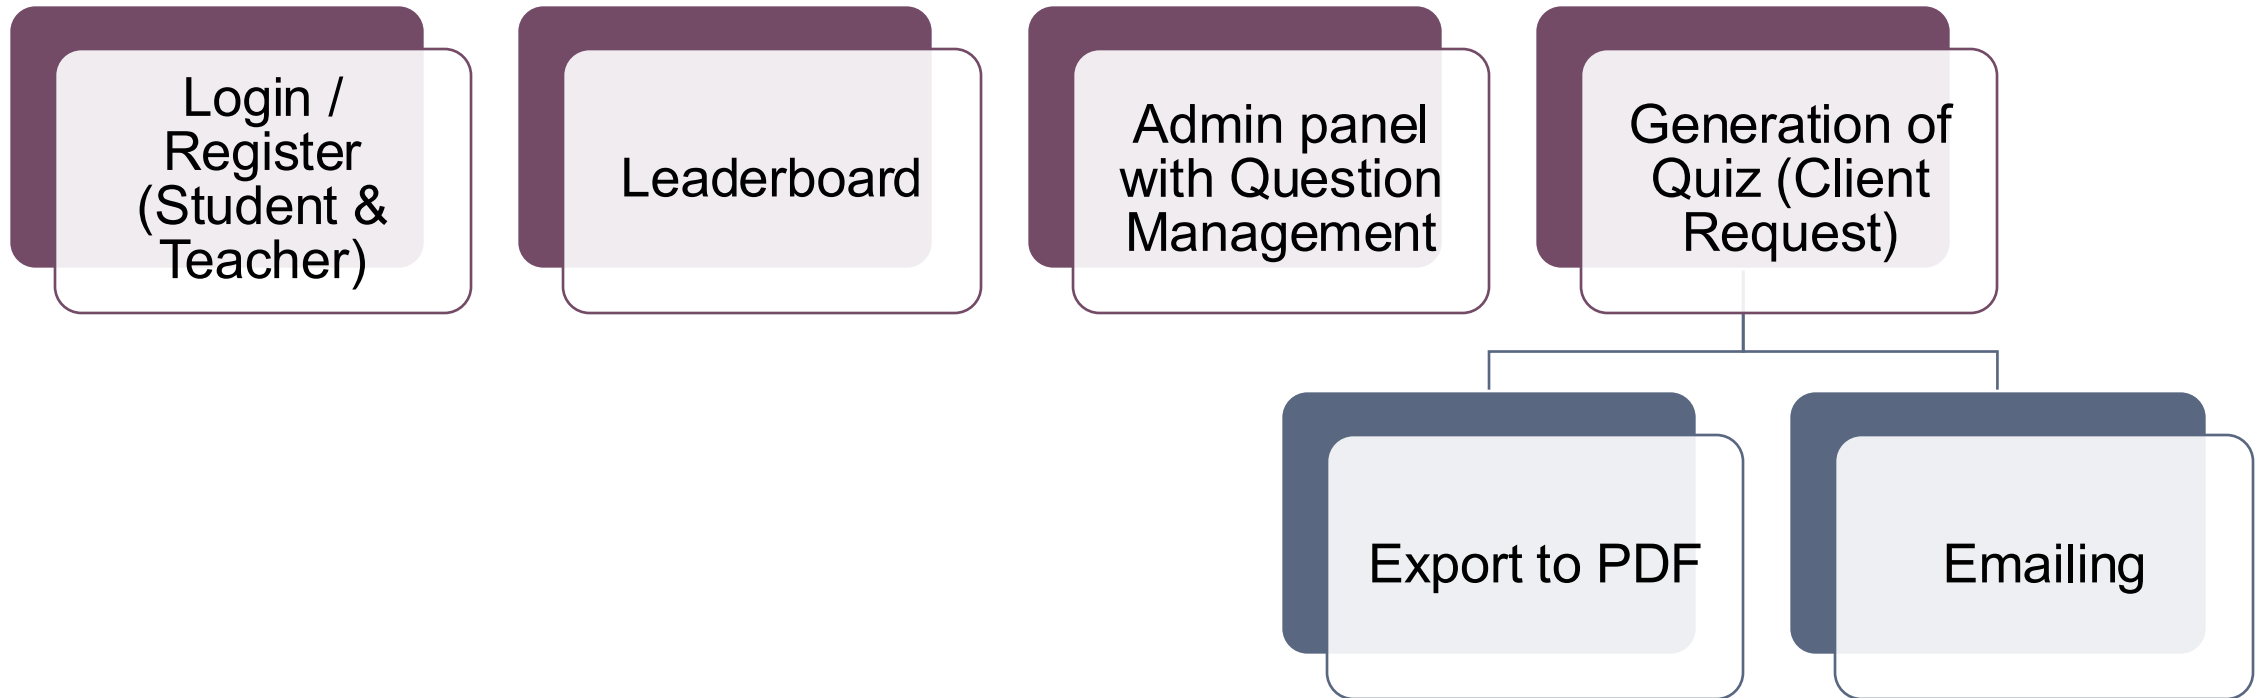 Login /
Register
(Student &
Teacher)
Leaderboard
Admin panel
with Question
Management
Generation of
Quiz (Client
Request)
Export to PDF
Emailing